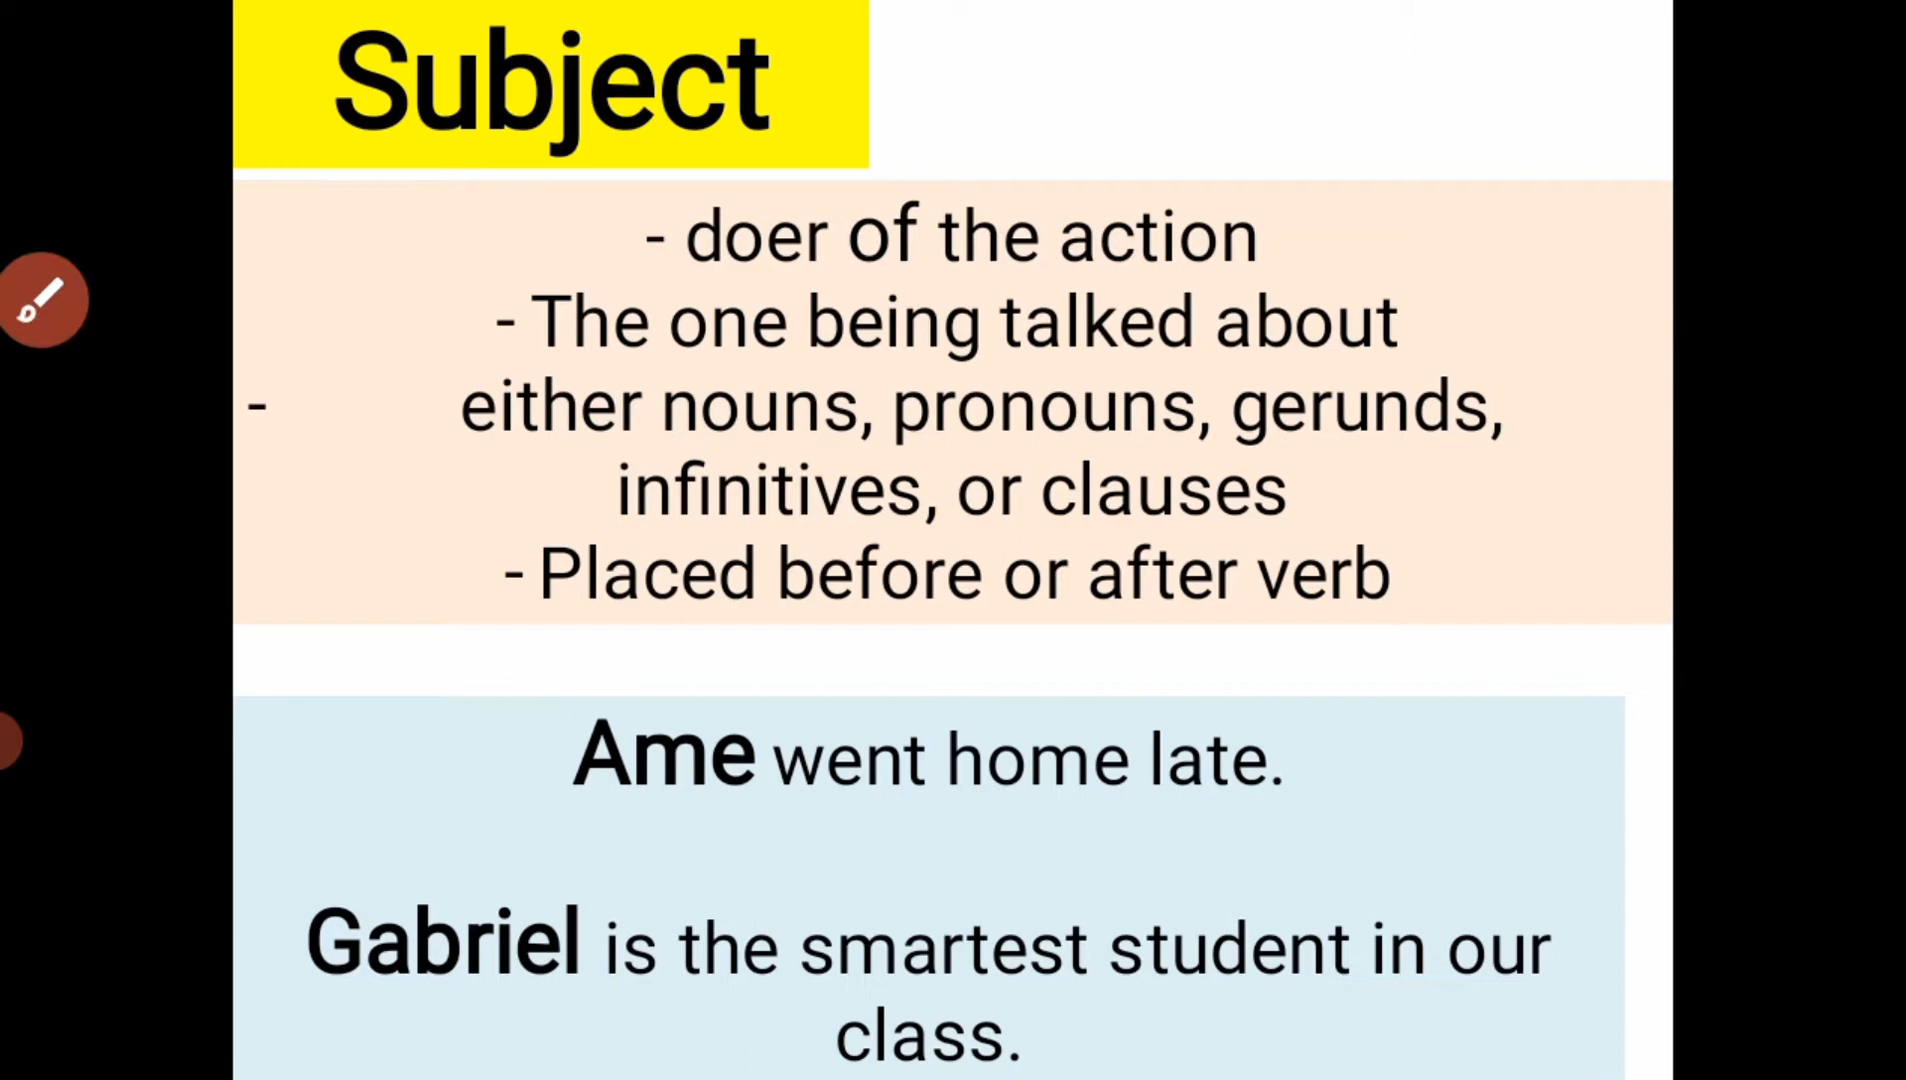 Subject
- doer of the action
- The one being talked about
- either nouns, pronouns, gerunds,
infinitives, or clauses
- Placed before or after verb
Ame went home late.
Gabriel is the smartest student in our
class.